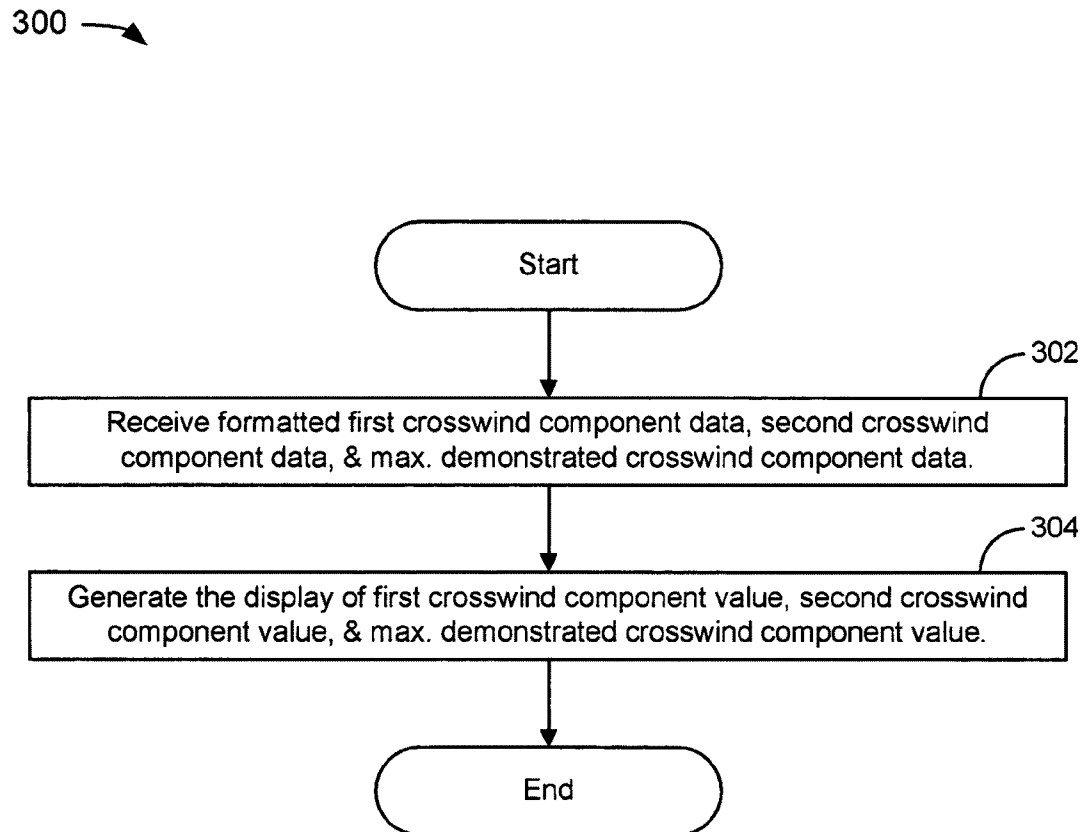 300
Start
302
Receive formatted first crosswind component data, second crosswind
component data, & max. demonstrated crosswind component data.
304
Generate the display of first crosswind component value, second crosswind
component value, & max. demonstrated crosswind component value.
End